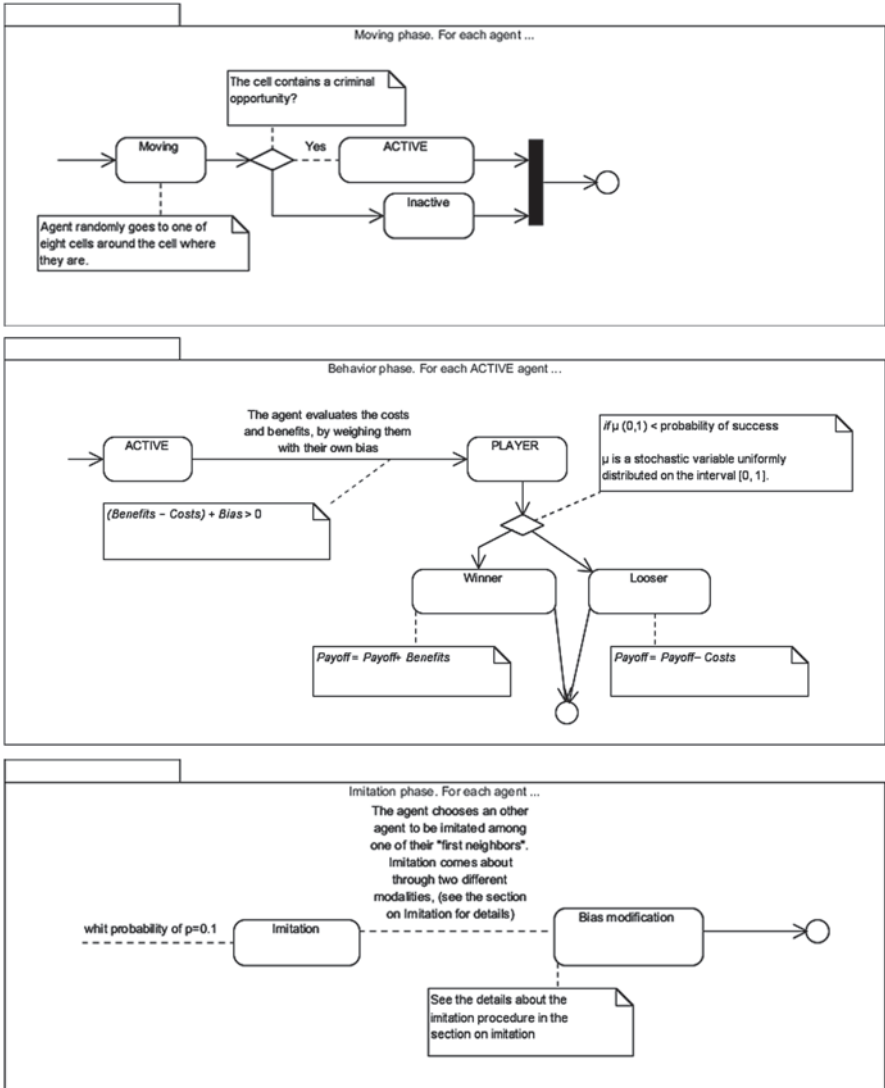 Moving phase. For each agent ...
The cell contains a criminal
opportunity?
Moving
Yes
ACTIVE
Inactive
Agent randomly goes to one of
eight cells around the cell where
they are.
Behavior phase. For each ACTIVE agent ...
The agent evaluates the costs
and benefits, by weighing them
with their own bias
ACTIVE
PLAYER
if μ (0,1) < probability of success
μ is a stochastic variable uniformly
distributed on the interval [0, 1].
(Benefits – Costs) + Bias > 0
Winner
Looser
Payoff = Payoff+ Benefits
Payoff = Payoff– Costs
Imitation phase. For each agent ...
The agent chooses an other
agent to be imitated among
one of their "first neighbors".
Imitation comes about
through two different
modalities, (see the section
on Imitation for details)
whit probability of p=0.1
Imitation
Bias modification
See the details about the
imitation procedure in the
section on imitation